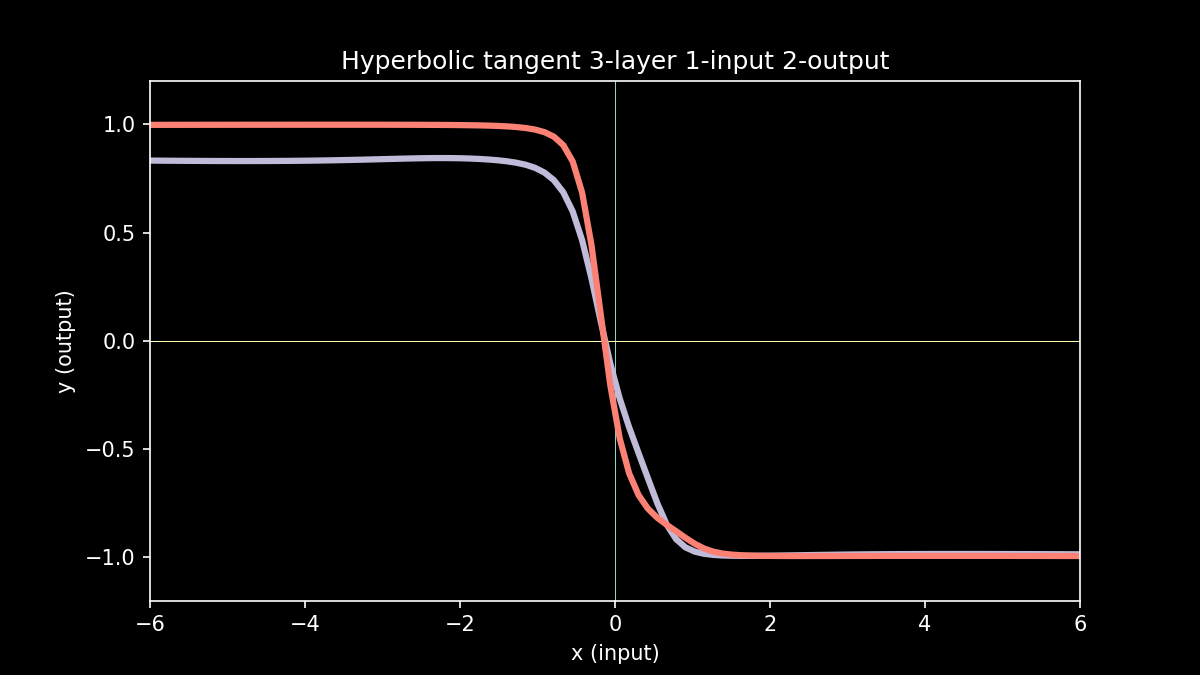 Hyperbolic tangent 3-layer 1-input 2-output
1.0
0.5
0.0
−0.5
−1.0
y (output)
−6 −4 −2 0 2 4 6
x (input)